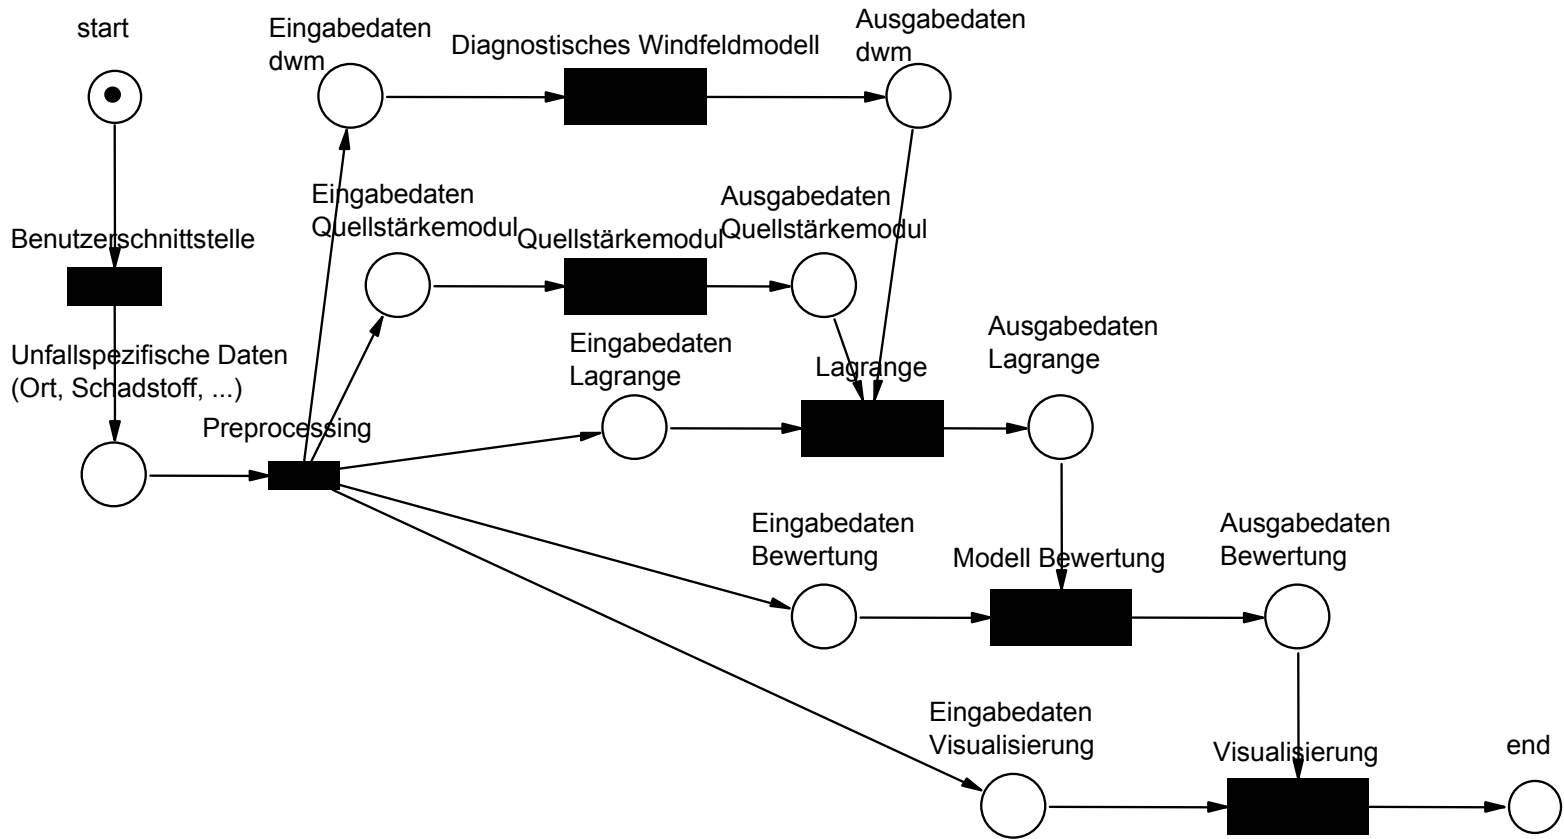 start
Eingabedaten
dwm
Diagnostisches Windfeldmodell
Ausgabedaten
dwm
Eingabedaten
Quellstärkemodul
Quellstärkemodul
Ausgabedaten
Quellstärkemodul
Benutzerschnittstelle
Unfallspezifische Daten
(Ort, Schadstoff, ...)
Eingabedaten
Lagrange
Lagrange
Ausgabedaten
Lagrange
Preprocessing
Eingabedaten
Bewertung
Modell Bewertung
Ausgabedaten
Bewertung
Eingabedaten
Visualisierung
Visualisierung
end